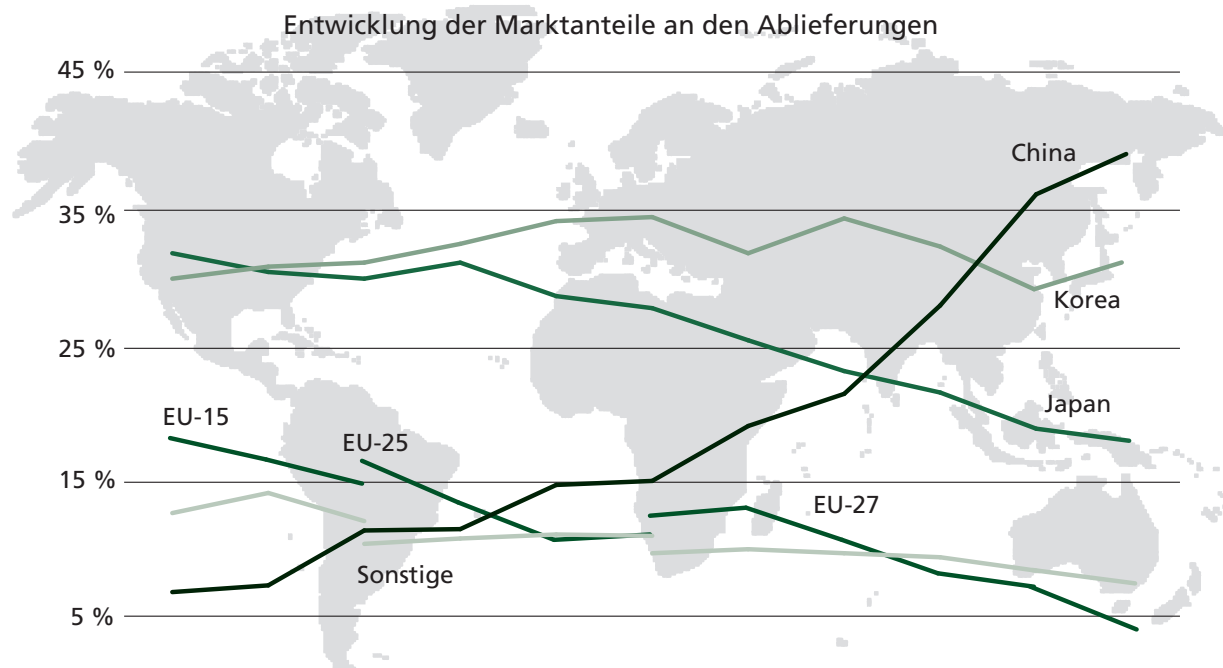 Entwicklung der Marktanteile an den Ablieferungen
45 %
China
35 %
Korea
25 %
EU-15
EU-25
Japan
15 %
EU-27
Sonstige
5 %